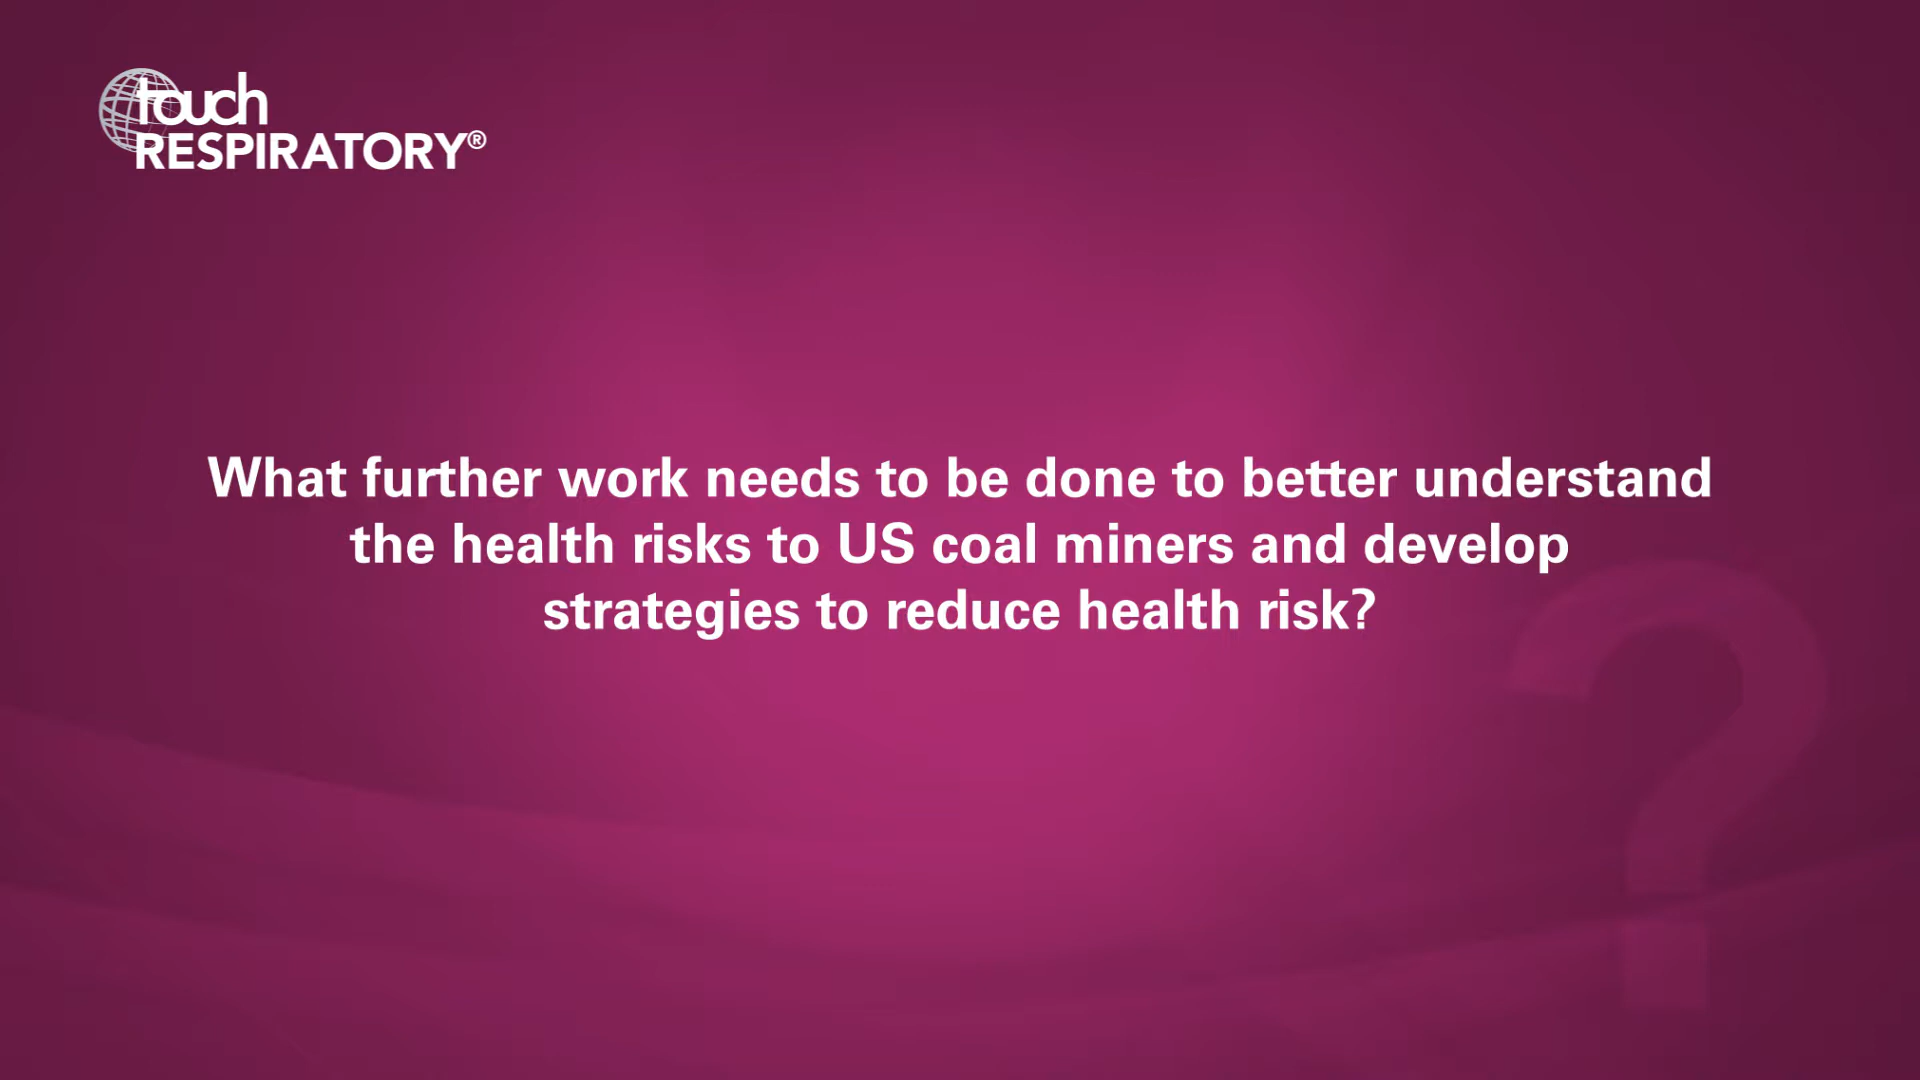 touch
RESPIRATORY®
What further work needs to be done to better understand
the health risks to US coal miners and develop
strategies to reduce health risk?
?